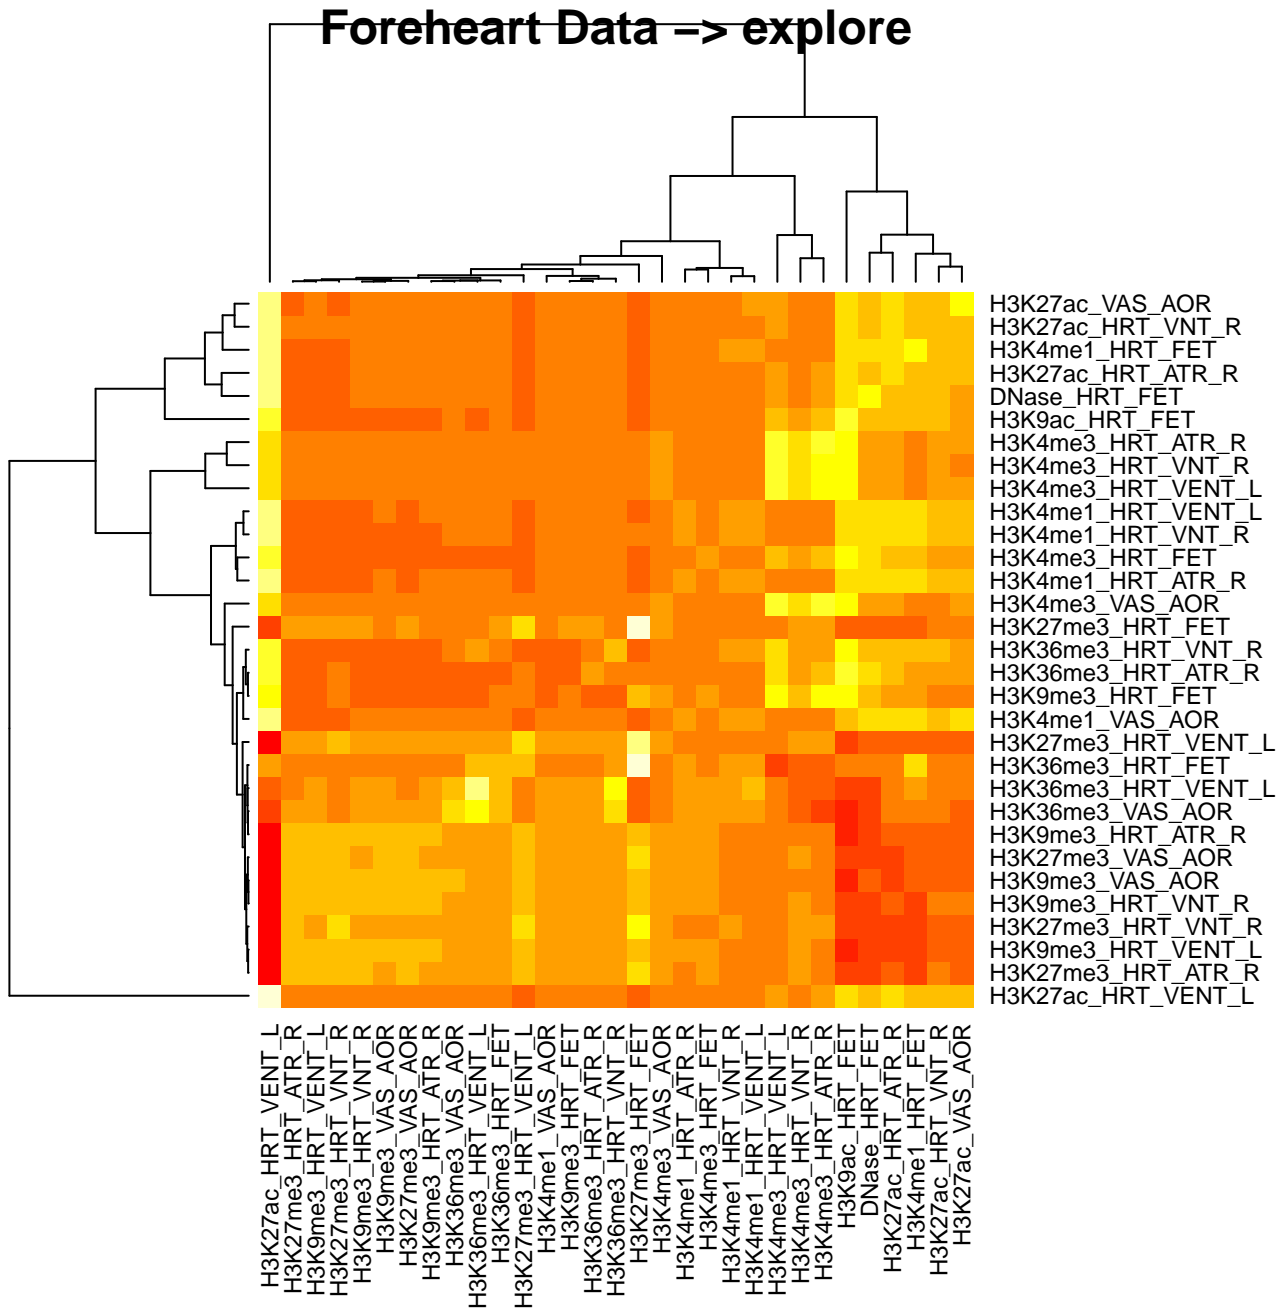 Foreheart Data −> explore
H3K27ac_VAS_AOR
H3K27ac_HRT_VNT_R
H3K4me1_HRT_FET
H3K27ac_HRT_ATR_R
DNase_HRT_FET
H3K9ac_HRT_FET
H3K4me3_HRT_ATR_R
H3K4me3_HRT_VNT_R
H3K4me3_HRT_VENT_L
H3K4me1_HRT_VENT_L
H3K4me1_HRT_VNT_R
H3K4me3_HRT_FET
H3K4me1_HRT_ATR_R
H3K4me3_VAS_AOR
H3K27me3_HRT_FET
H3K36me3_HRT_VNT_R
H3K36me3_HRT_ATR_R
H3K9me3_HRT_FET
H3K4me1_VAS_AOR
H3K27me3_HRT_VENT_L
H3K36me3_HRT_FET
H3K36me3_HRT_VENT_L
H3K36me3_VAS_AOR
H3K9me3_HRT_ATR_R
H3K27me3_VAS_AOR
H3K9me3_VAS_AOR
H3K9me3_HRT_VNT_R
H3K27me3_HRT_VNT_R
H3K9me3_HRT_VENT_L
H3K27me3_HRT_ATR_R
H3K27ac_HRT_VENT_L
H3K27ac_HRT_VENT_L
H3K27me3_HRT_ATR_R
H3K9me3_HRT_VENT_L
H3K27me3_HRT_VNT_R
H3K9me3_HRT_VNT_R
H3K9me3_VAS_AOR
H3K27me3_VAS_AOR
H3K9me3_HRT_ATR_R
H3K36me3_VAS_AOR
H3K36me3_HRT_VENT_L
H3K36me3_HRT_FET
H3K27me3_HRT_VENT_L
H3K4me1_VAS_AOR
H3K9me3_HRT_FET
H3K36me3_HRT_ATR_R
H3K36me3_HRT_VNT_R
H3K27me3_HRT_FET
H3K4me3_VAS_AOR
H3K4me1_HRT_ATR_R
H3K4me3_HRT_FET
H3K4me1_HRT_VNT_R
H3K4me1_HRT_VENT_L
H3K4me3_HRT_VENT_L
H3K4me3_HRT_VNT_R
H3K4me3_HRT_ATR_R
H3K9ac_HRT_FET
DNase_HRT_FET
H3K27ac_HRT_ATR_R
H3K4me1_HRT_FET
H3K27ac_HRT_VNT_R
H3K27ac_VAS_AOR